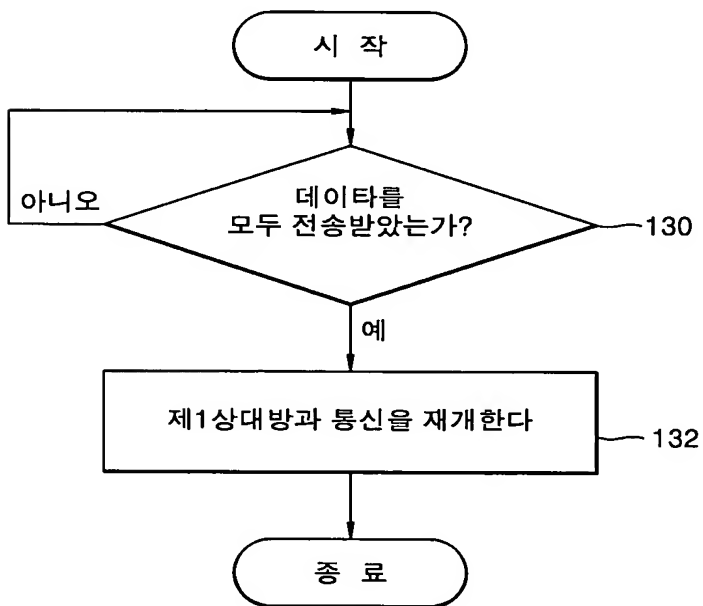 시 작
데이타를
모두 전송받았는가?
아니오
130
예
제1상대방과 통신을 재개한다
132
종 료